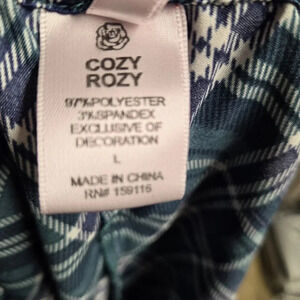 COZY
ROZY
97%POLYESTER
3%SPANDEX
EXCLUSIVE OF
DECORATION
L
MADE IN CHINA
RN# 159116